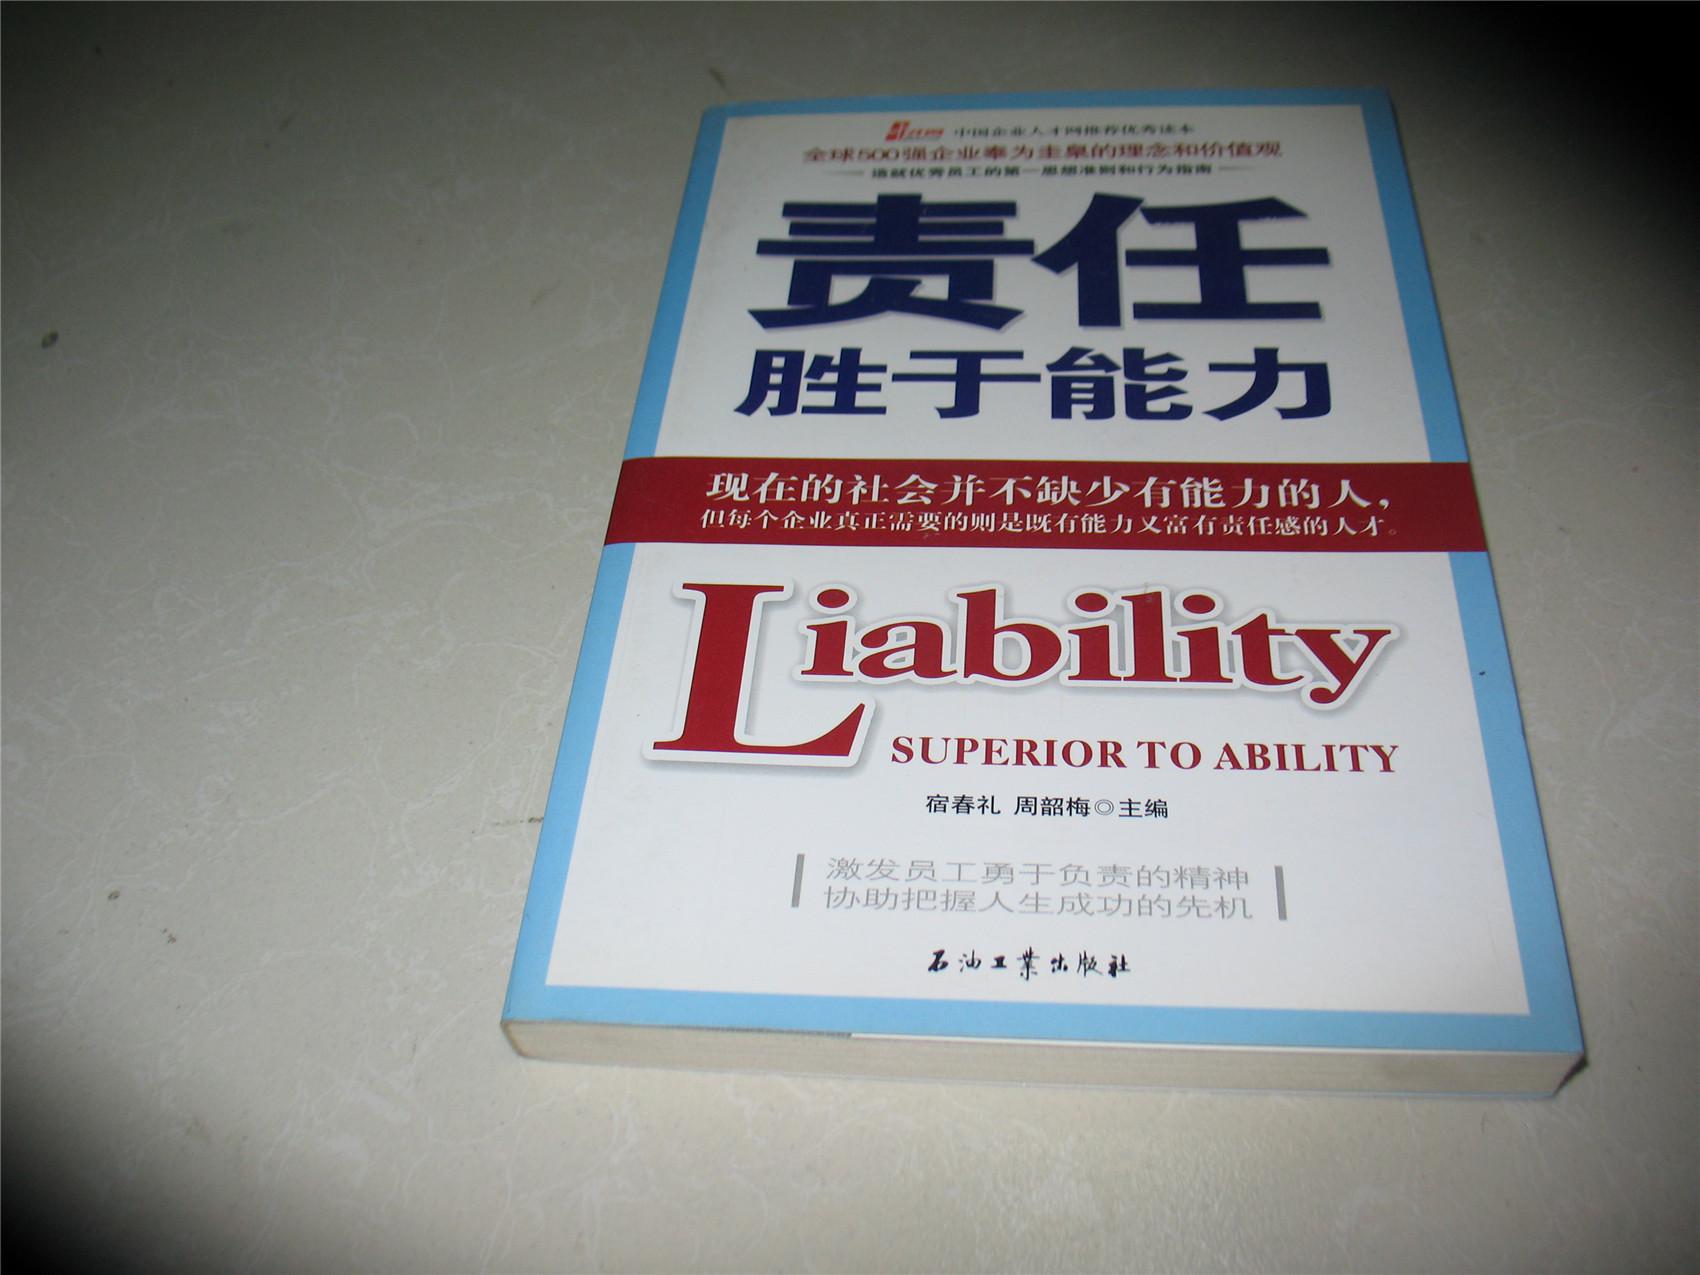 中国企业人才网推荐优秀读本
全球500强企业奉为圭臬的理念和价值观
造就优秀员工的第一思想准则和行为指南
责任
胜于能力
现在的社会并不缺少有能力的人，
但每个企业真正需要的则是既有能力又富有责任感的人才。
Liability
SUPERIOR TO ABILITY
宿春礼 周韶梅◎主编
激发员工勇于负责的精神
协助把握人生成功的先机
石油工业出版社